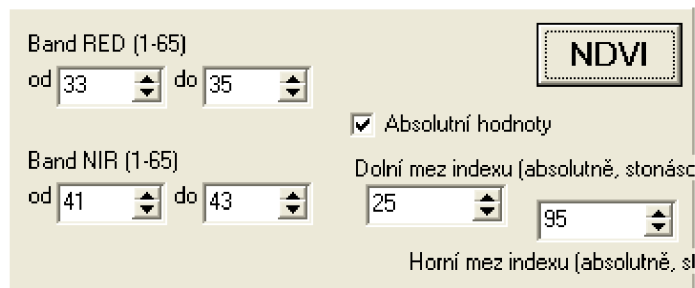 Band RED (1-65)
od 33 do 35
NDVI
Absolutní hodnoty
Band NIR (1-65)
od 41 do 43
Dolní mez indexu (absolutně,
25
95
Horní mez indexu (absolutně,